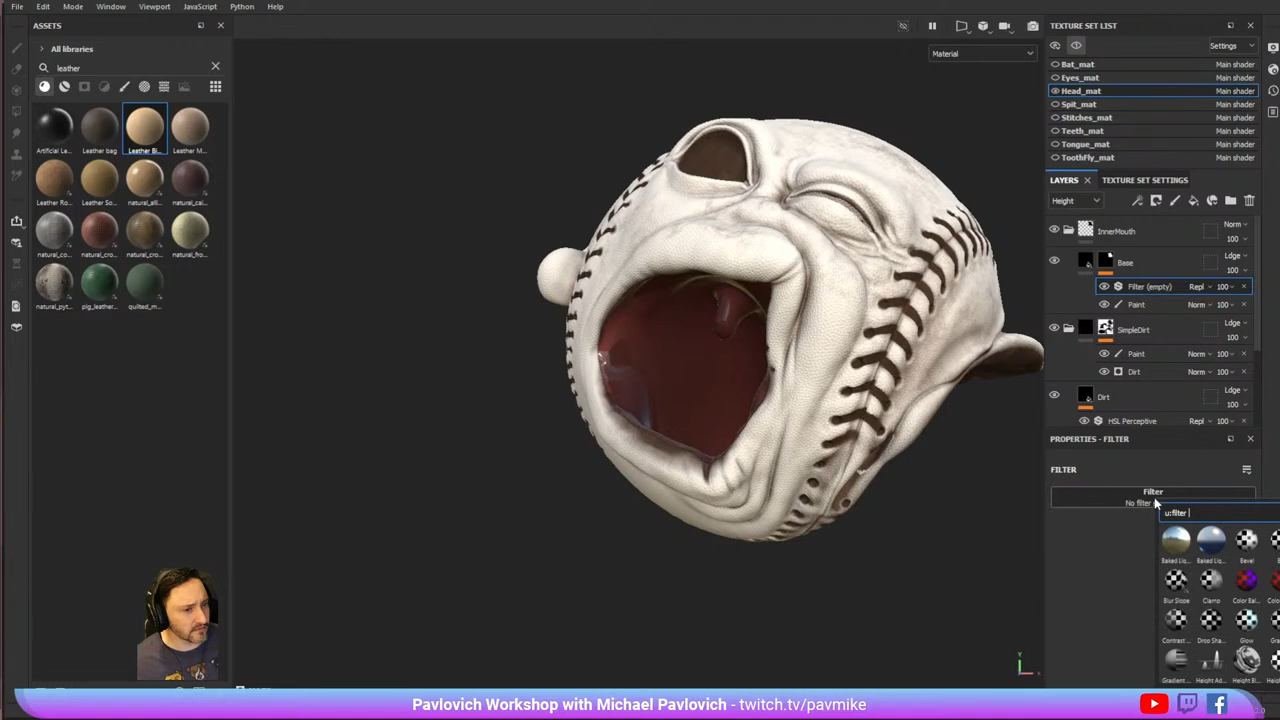 File Edit Mode Window Viewport JavaScript Python Help
ASSETS
All libraries
leather
Artificial Le...
Leather bag
Leather Bi...
Leather M...
Leather Ro...
Leather So...
natural_alli...
natural_cal...
natural_co...
natural_cro...
natural_cro...
natural_fro...
natural_pyt...
pig_leather...
quilted_m...
Material
TEXTURE SET LIST
Settings
Bat_mat Main shader
Eyes_mat Main shader
Head_mat Main shader
Spit_mat Main shader
Stitches_mat Main shader
Teeth_mat Main shader
Tongue_mat Main shader
ToothFly_mat Main shader
LAYERS TEXTURE SET SETTINGS
Height
InnerMouth Norm
100
Base Ldge
100
Filter (empty) Repl 100
Paint Norm 100
SimpleDirt Ldge
100
Paint Norm 100
Dirt Norm 100
Dirt Ldge
100
HSL Perceptive Repl 100
PROPERTIES - FILTER
FILTER
Filter
No filter
u:filter
Baked Lig...
Baked Lig...
Bevel
Blur Slope
Clamp
Color Bal...
Contrast ...
Drop Sha...
Glow
Gradient ...
Height Ad...
Height Bl...
Y
Pavlovich Workshop with Michael Pavlovich - twitch.tv/pavmike